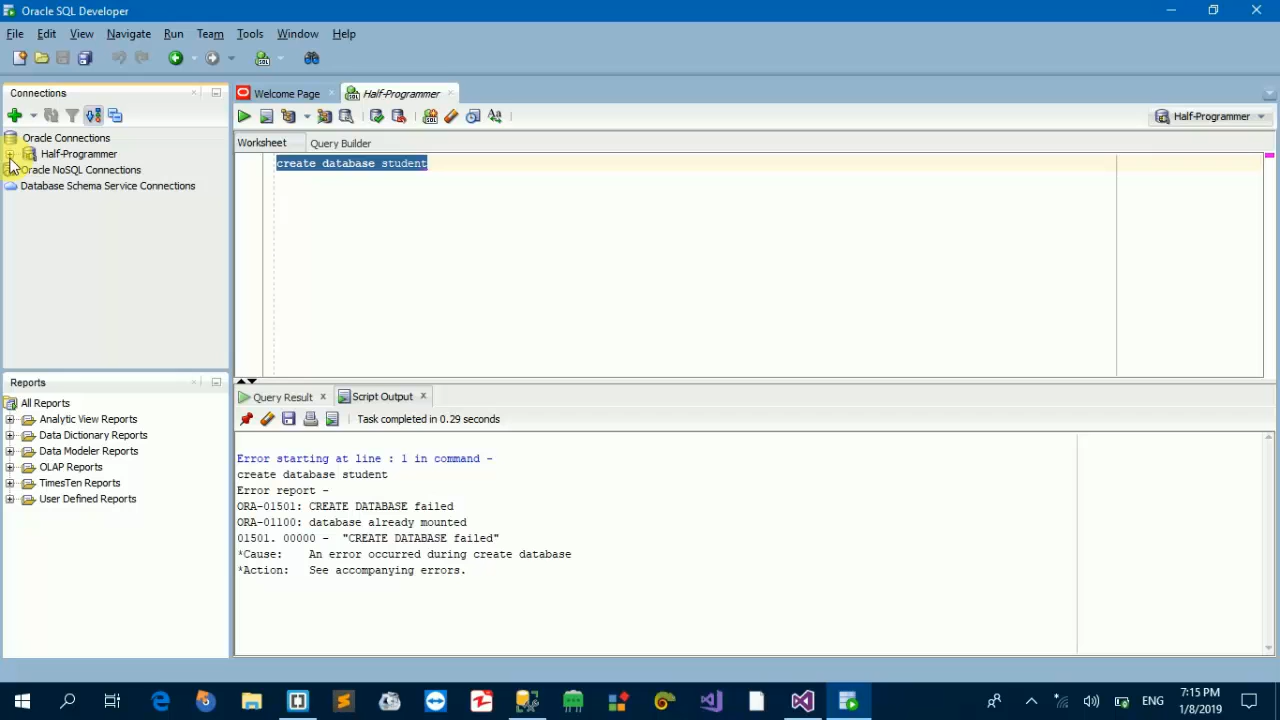 Oracle SQL Developer
File Edit View Navigate Run Team Tools Window Help
Connections
Oracle Connections
Half-Programmer
Oracle NoSQL Connections
Database Schema Service Connections
Reports
All Reports
Analytic View Reports
Data Dictionary Reports
Data Modeler Reports
OLAP Reports
TimesTen Reports
User Defined Reports
Welcome Page Half-Programmer
Half-Programmer
Worksheet Query Builder
create database student
Query Result Script Output
Task completed in 0.29 seconds
Error starting at line : 1 in command -
create database student
Error report -
ORA-01501: CREATE DATABASE failed
ORA-01100: database already mounted
01501. 00000 - "CREATE DATABASE failed"
*Cause: An error occurred during create database
*Action: See accompanying errors.
ENG
7:15 PM
1/8/2019